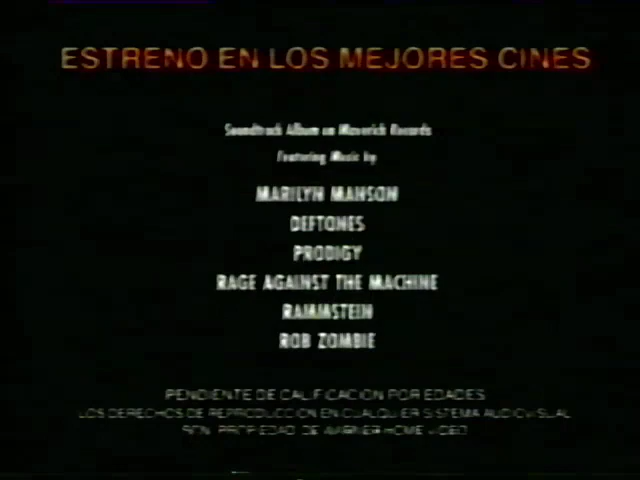 ESTRENO EN LOS MEJORES CINES
Soundtrack Album on Maverick Records
Featuring Music by
MARILYN MANSON
DEFTONES
PRODIGY
RAGE AGAINST THE MACHINE
RAMMSTEIN
ROB ZOMBIE
PENDIENTE DE CALIFICACION POR EDADES
LOS DERECHOS DE REPRODUCCION EN CUALQUIER SISTEMA AUDIOVISUAL
SON PROPIEDAD DE WARNER HOME VIDEO